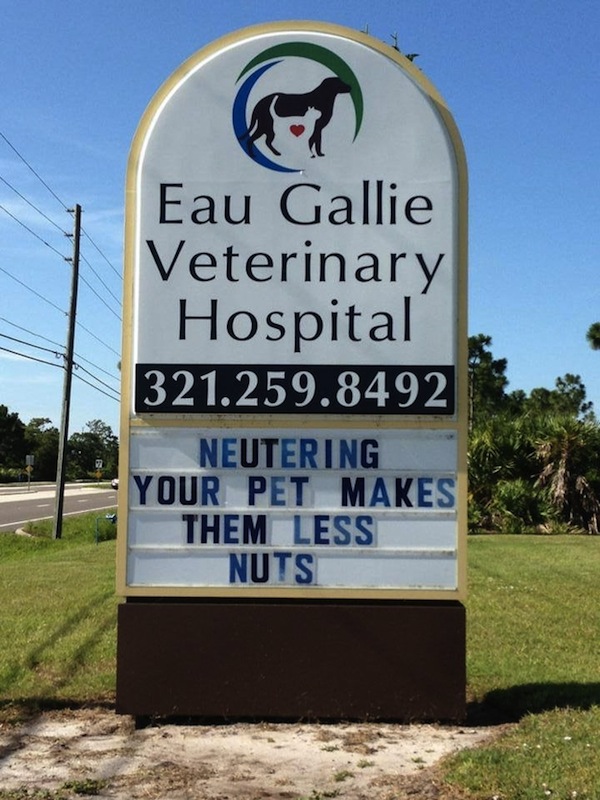 Eau Gallie
Veterinary
Hospital
321.259.8492
NEUTERING
YOUR PET MAKES
THEM LESS
NUTS